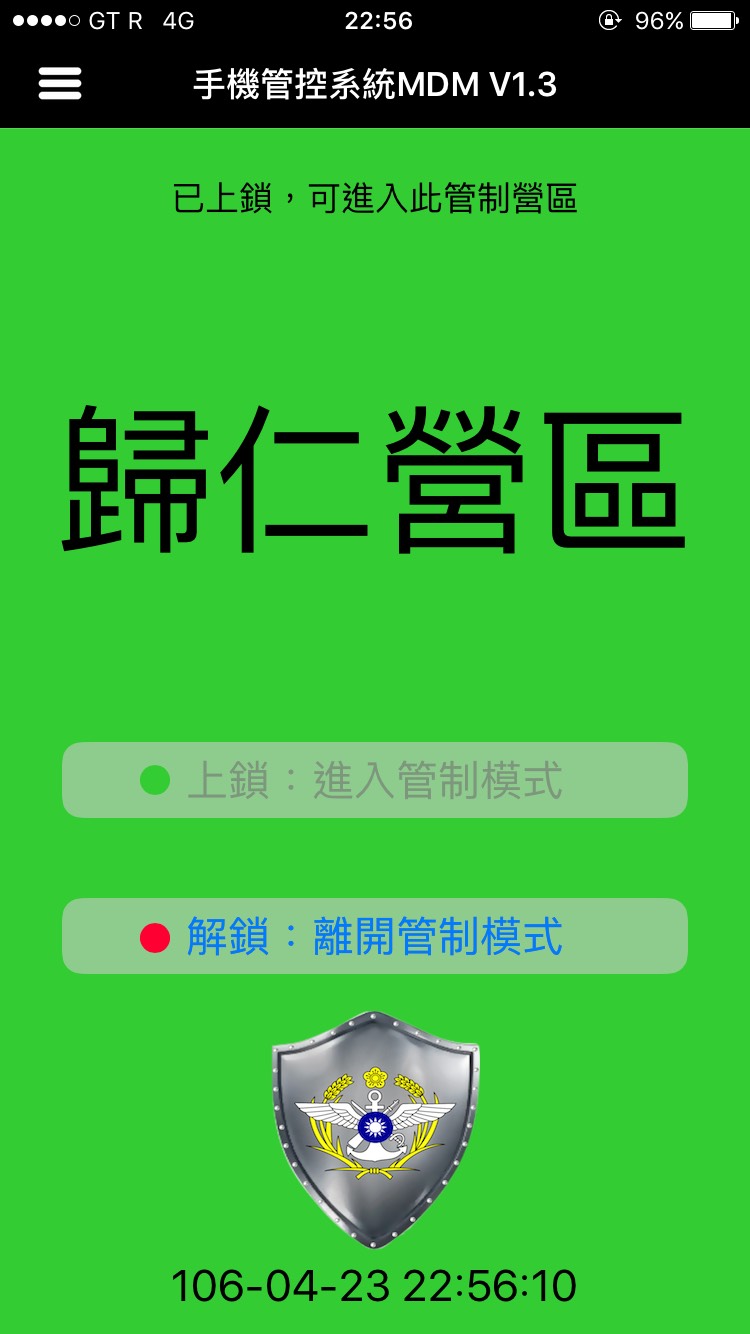 GT R 4G 22:56 96%
手機管控系統MDM V1.3
已上鎖，可進入此管制營區
歸仁營區
上鎖：進入管制模式
解鎖：離開管制模式
106-04-23 22:56:10